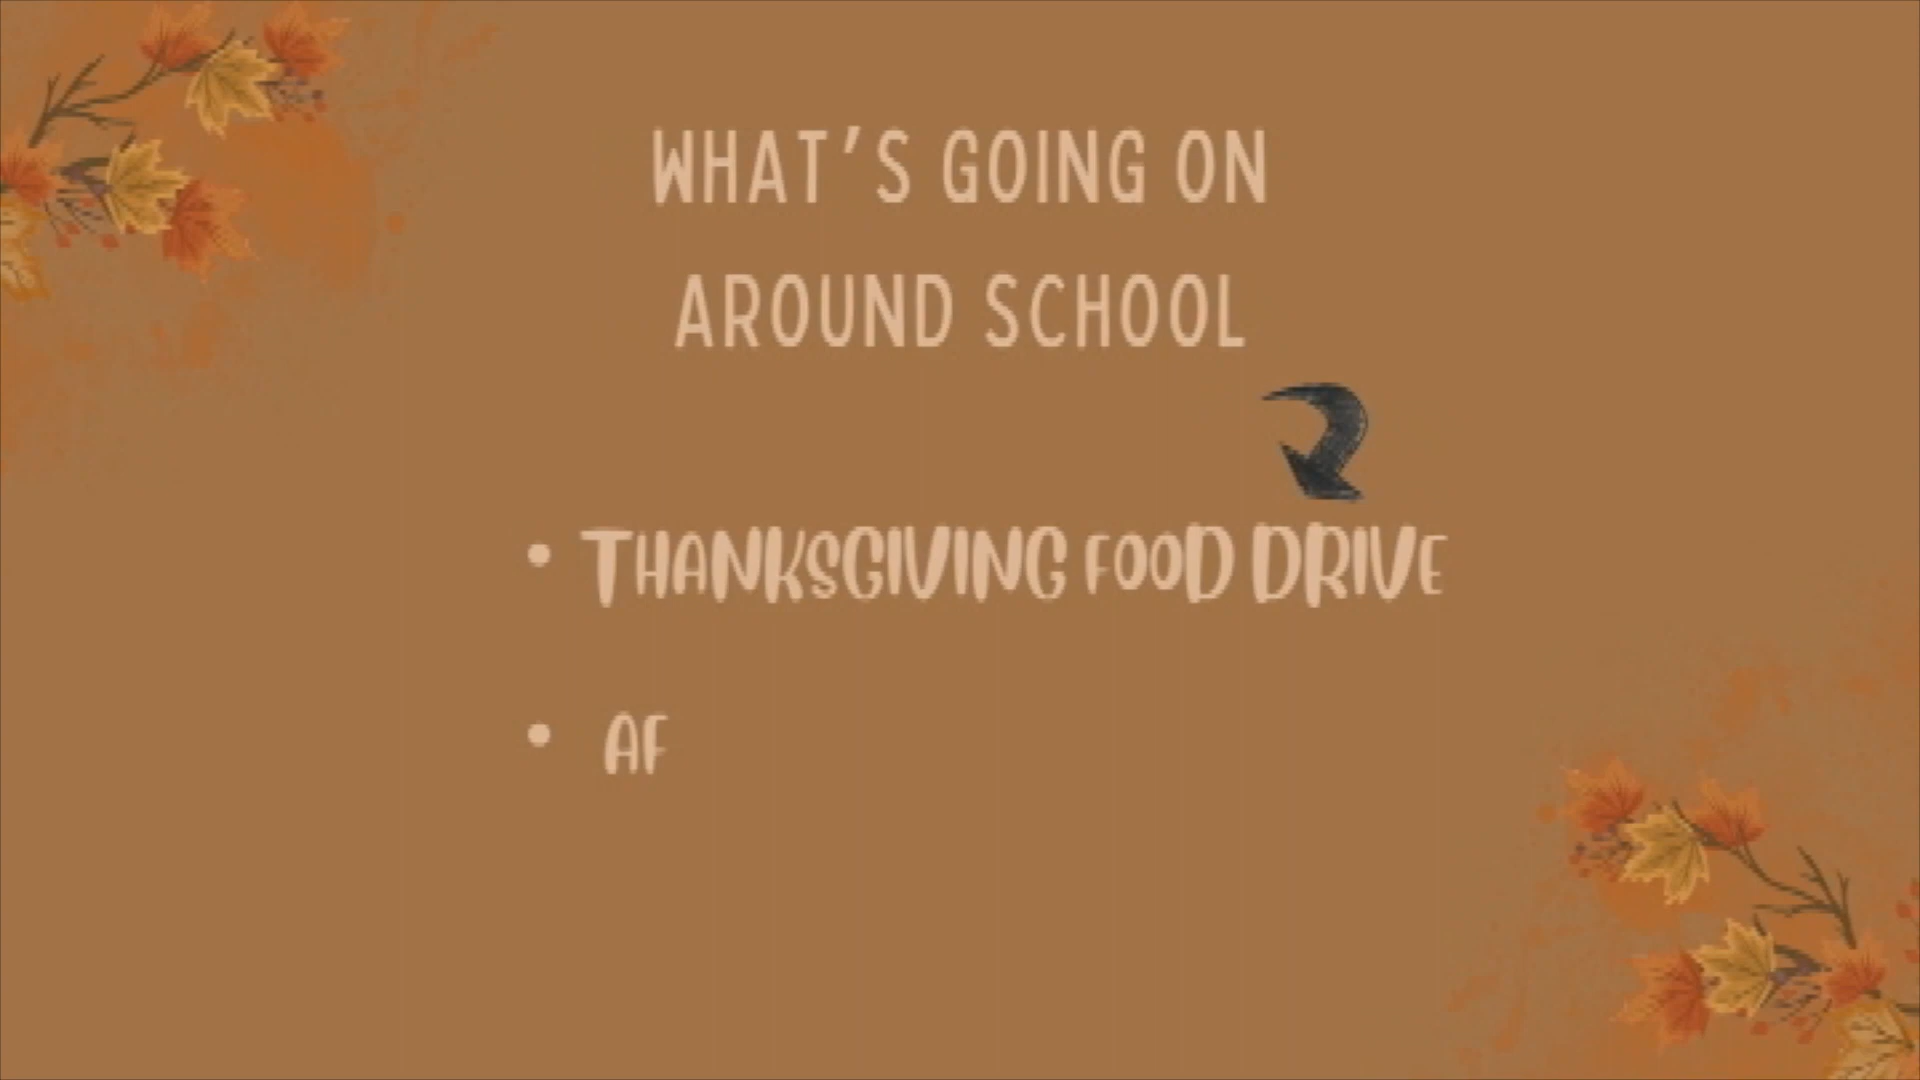 WHAT'S GOING ON
AROUND SCHOOL
• THANKSGIVING FOOD DRIVE
• AF